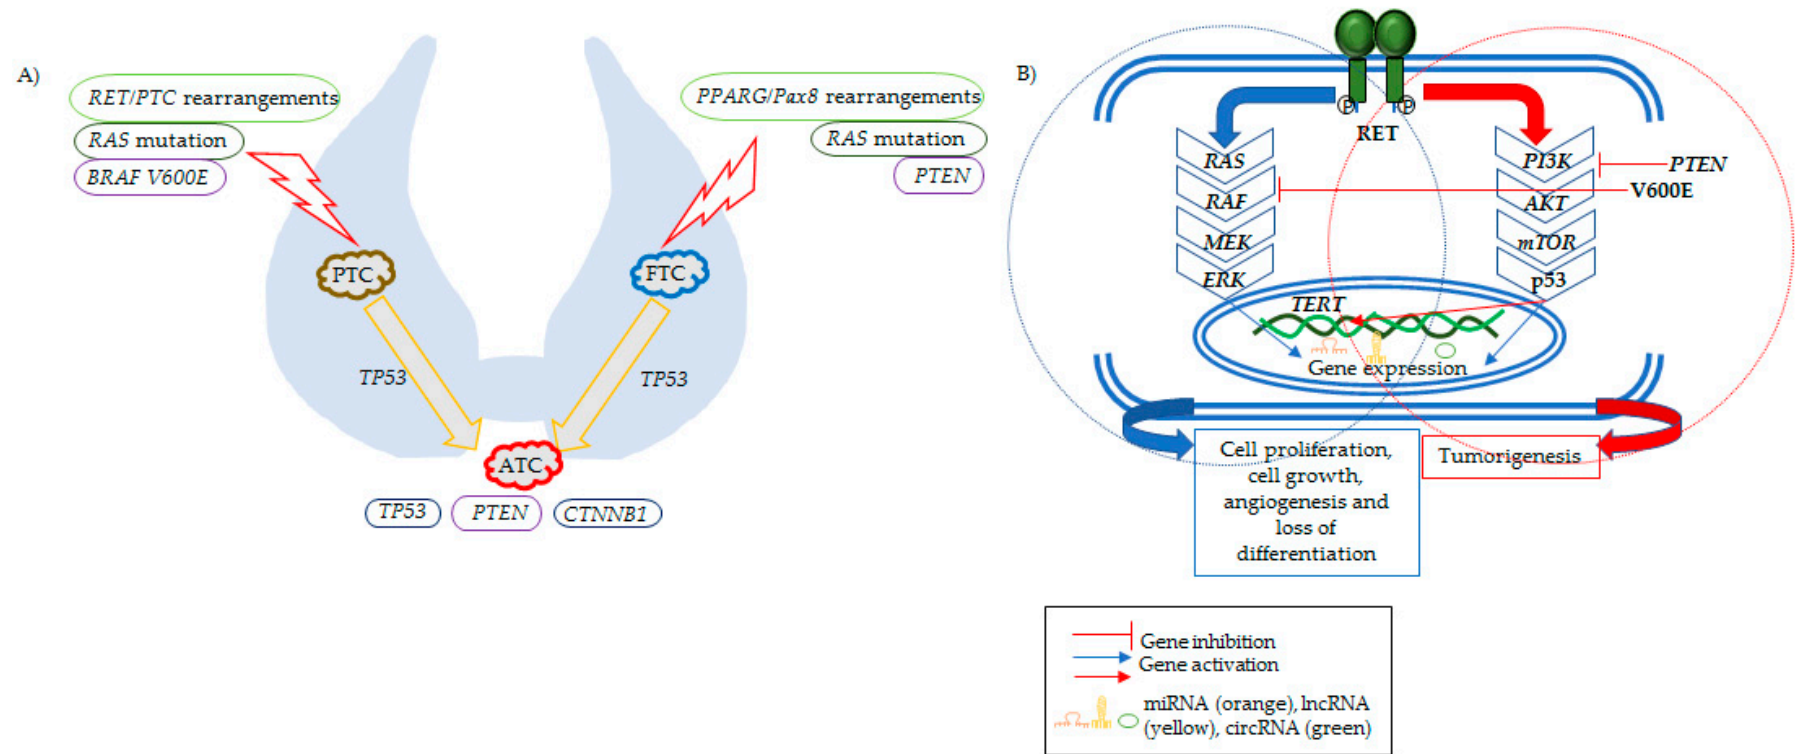 A)
RET/PTC rearrangements
RAS mutation
BRAF V600E
PPARG/Pax8 rearrangements
RAS mutation
PTEN
PTC
FTC
TP53
TP53
ATC
TP53
PTEN
CTNNB1
B)
P
P
RET
RAS
RAF
MEK
ERK
PI3K
AKT
mTOR
p53
PTEN
V600E
TERT
Gene expression
Cell proliferation,
cell growth,
angiogenesis and
loss of
differentiation
Tumorigenesis
Gene inhibition
Gene activation
miRNA (orange), lncRNA
(yellow), circRNA (green)